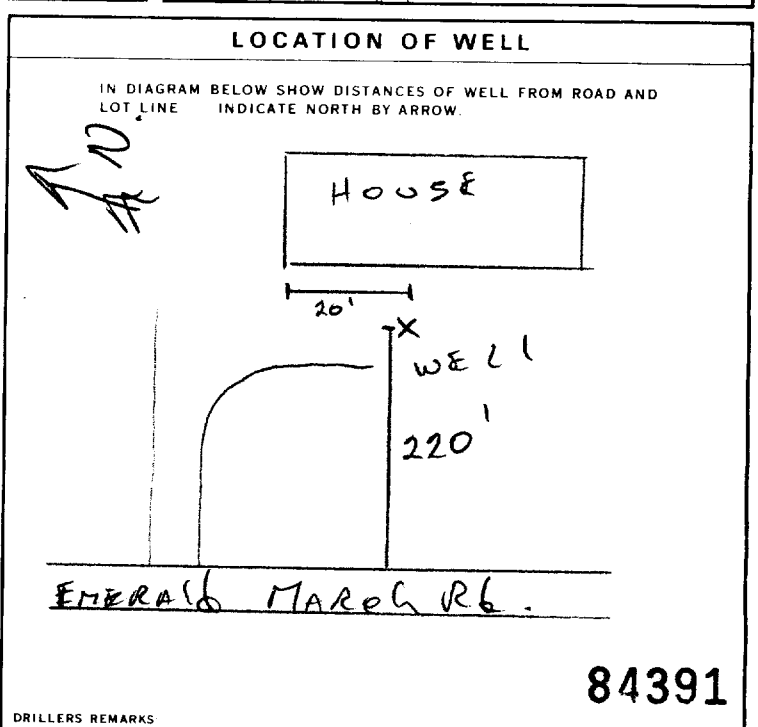 LOCATION OF WELL
IN DIAGRAM BELOW SHOW DISTANCES OF WELL FROM ROAD AND
LOT LINE INDICATE NORTH BY ARROW.
N.
HOUSE
20'
X
WELL
220'
EMERALD MARCH Rd.
84391
DRILLERS REMARKS